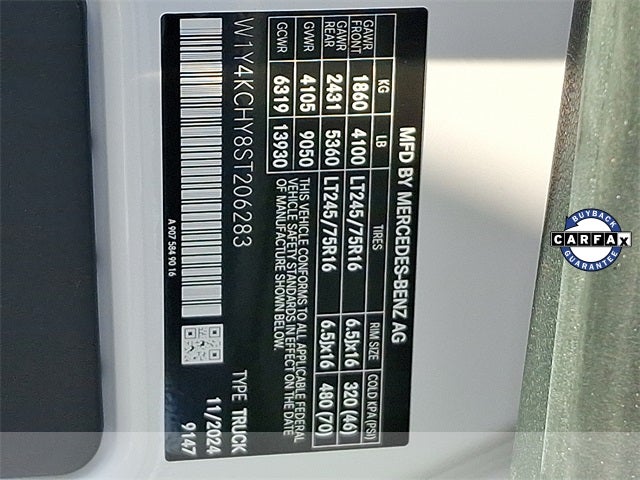 MFD BY MERCEDES-BENZ AG
KG LB TIRES RIM SIZE COLD KPA (PSI)
GAWR FRONT 1860 4100 LT245/75R16 6.5Jx16 320 (46)
GAWR REAR 2431 5360 LT245/75R16 6.5Jx16 480 (70)
GVWR 4105 9050
GCWR 6319 13930
THIS VEHICLE CONFORMS TO ALL APPLICABLE FEDERAL
VEHICLE SAFETY STANDARDS IN EFFECT ON THE DATE
OF MANUFACTURE SHOWN BELOW.
W1Y4KCHY8ST206283
TYPE TRUCK
11/2024
9147
A 907 584 90 16
BUYBACK
CARFAX
GUARANTEE